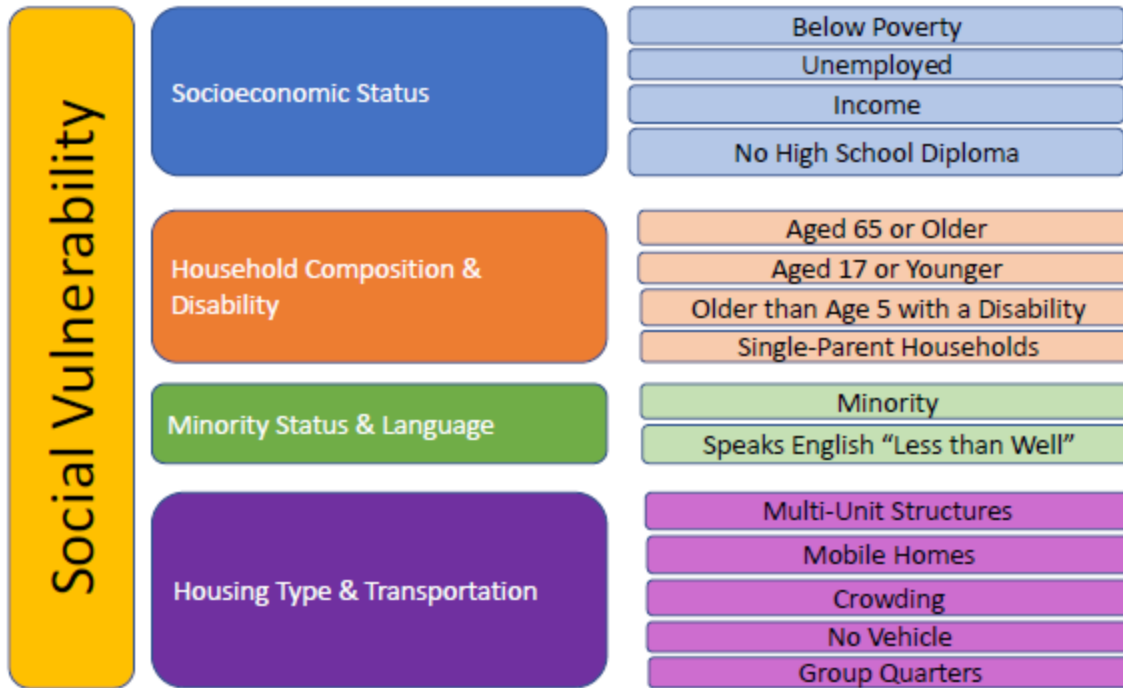 Social Vulnerability
Socioeconomic Status
Below Poverty
Unemployed
Income
No High School Diploma
Household Composition &
Disability
Aged 65 or Older
Aged 17 or Younger
Older than Age 5 with a Disability
Single-Parent Households
Minority Status & Language
Minority
Speaks English “Less than Well”
Housing Type & Transportation
Multi-Unit Structures
Mobile Homes
Crowding
No Vehicle
Group Quarters